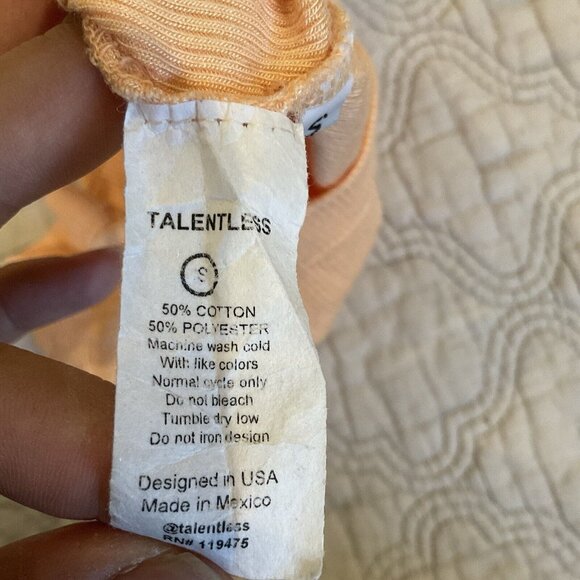 TALENTLESS
S
50% COTTON
50% POLYESTER
Machine wash cold
With like colors
Normal cycle only
Do not bleach
Tumble dry low
Do not iron design
Designed in USA
Made in Mexico
@talentless
RN# 119475